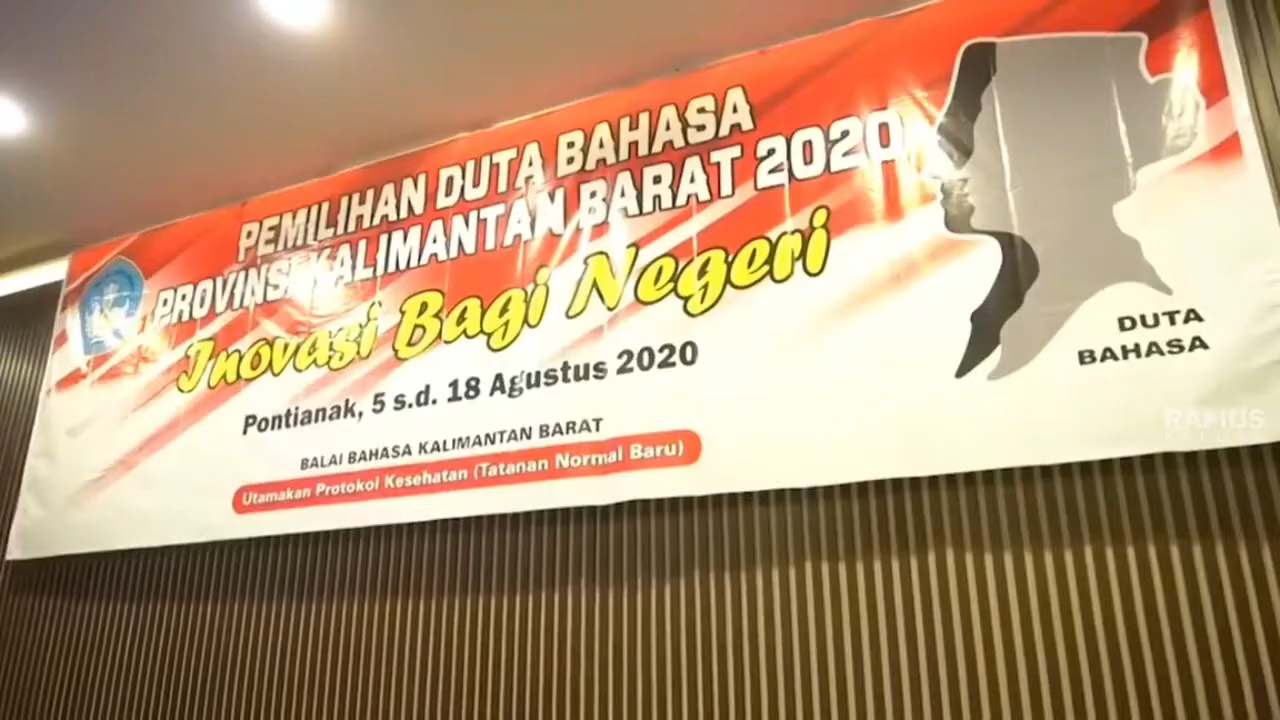 PEMILIHAN DUTA BAHASA
PROVINSI KALIMANTAN BARAT 2020
Inovasi Bagi Negeri
Pontianak, 5 s.d. 18 Agustus 2020
BALAI BAHASA KALIMANTAN BARAT
Utamakan Protokol Kesehatan (Tatanan Normal Baru)
DUTA
BAHASA